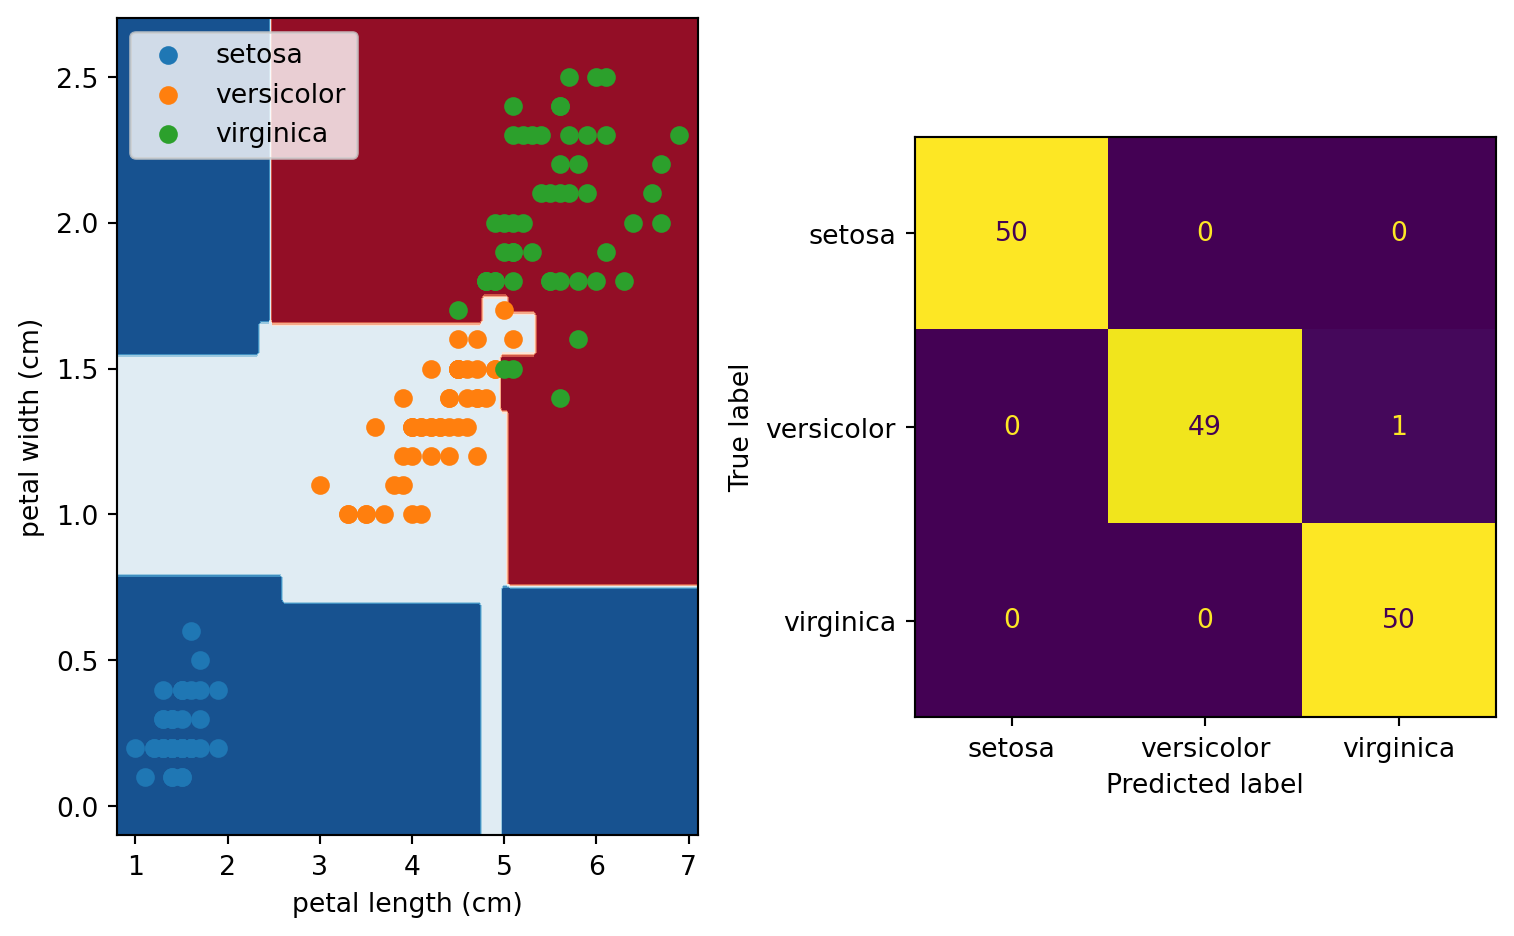 setosa
versicolor
virginica
2.5
2.0
1.5
1.0
0.5
0.0
petal width (cm)
1 2 3 4 5 6 7
petal length (cm)
True label
setosa 50 0 0
versicolor 0 49 1
virginica 0 0 50
setosa versicolor virginica
Predicted label